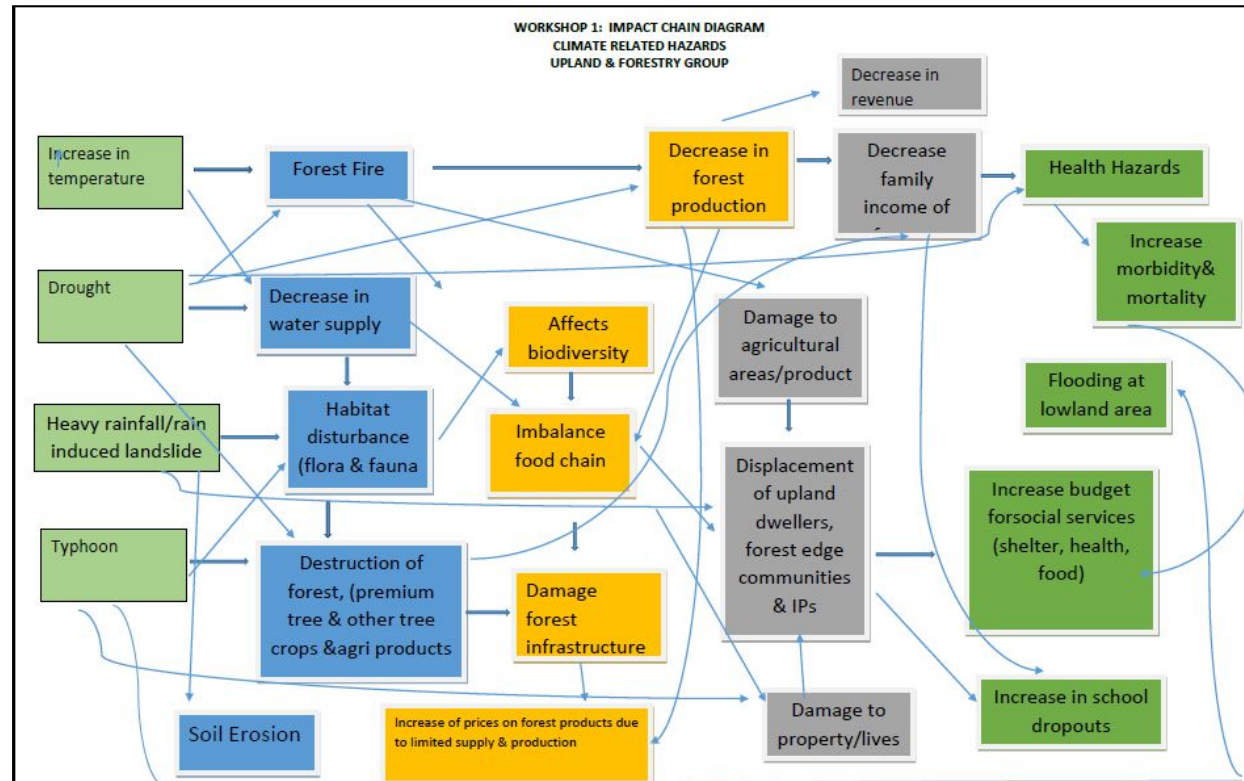 WORKSHOP 1: IMPACT CHAIN DIAGRAM
CLIMATE RELATED HAZARDS
UPLAND & FORESTRY GROUP
Decrease in
revenue
Increase in
temperature
Forest Fire
Decrease in
forest
production
Decrease
family
income of
Health Hazards
Increase
morbidity&
mortality
Drought
Decrease in
water supply
Affects
biodiversity
Damage to
agricultural
areas/product
Flooding at
lowland area
Heavy rainfall/rain
induced landslide
Habitat
disturbance
(flora & fauna
Imbalance
food chain
Displacement
of upland
dwellers,
forest edge
communities
& IPs
Increase budget
forsocial services
(shelter, health,
food)
Typhoon
Destruction of
forest, (premium
tree & other tree
crops &agri products
Damage
forest
infrastructure
Soil Erosion
Increase of prices on forest products due
to limited supply & production
Damage to
property/lives
Increase in school
dropouts